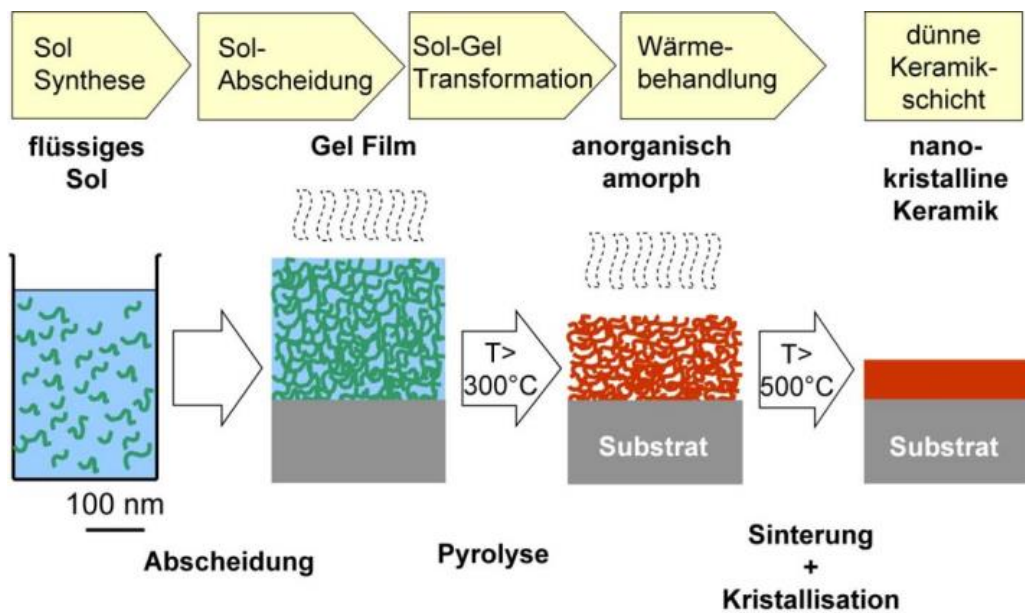 Sol
Synthese
Sol-
Abscheidung
Sol-Gel
Transformation
Wärme-
behandlung
dünne
Keramik-
schicht
flüssiges
Sol
Gel Film
anorganisch
amorph
nano-
kristalline
Keramik
T>
300°C
T>
500°C
Substrat
Substrat
100 nm
Abscheidung
Pyrolyse
Sinterung
+
Kristallisation